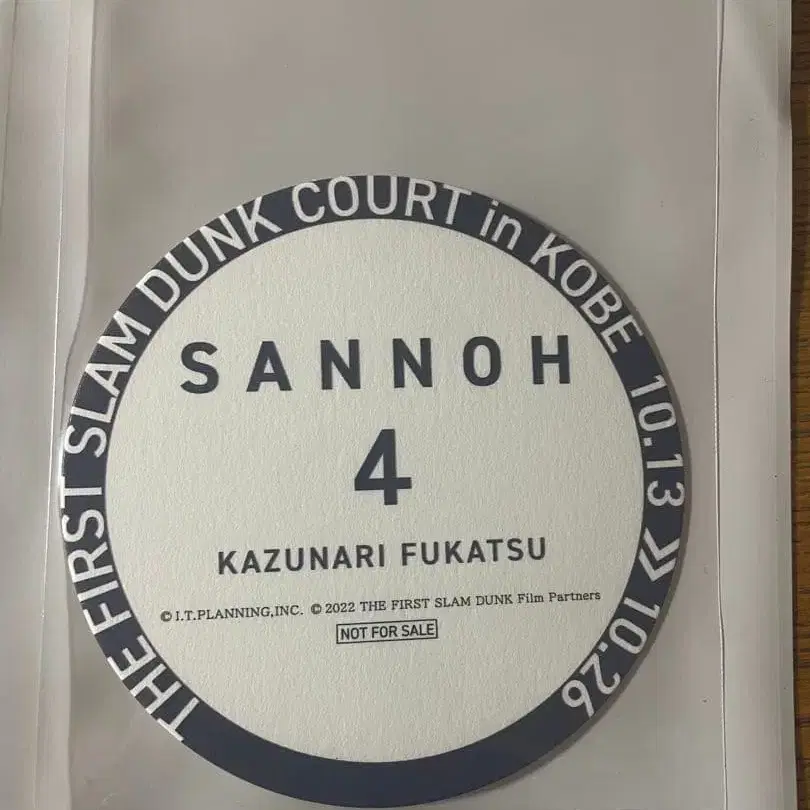 THE FIRST SLAM DUNK COURT in KOBE 10.13 >> 10.26
SANNOH
4
KAZUNARI FUKATSU
© I.T.PLANNING,INC. © 2022 THE FIRST SLAM DUNK Film Partners
NOT FOR SALE